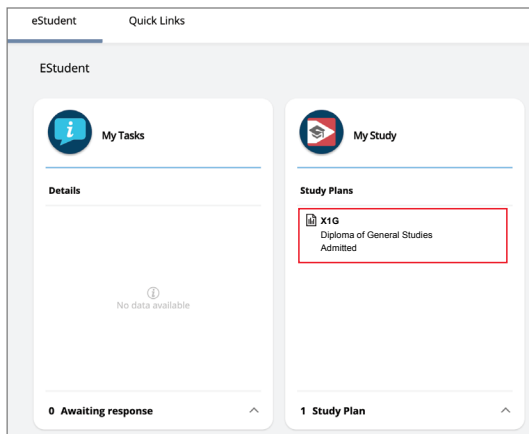 eStudent Quick Links
EStudent
My Tasks
Details
No data available
0 Awaiting response
My Study
Study Plans
X1G
Diploma of General Studies
Admitted
1 Study Plan